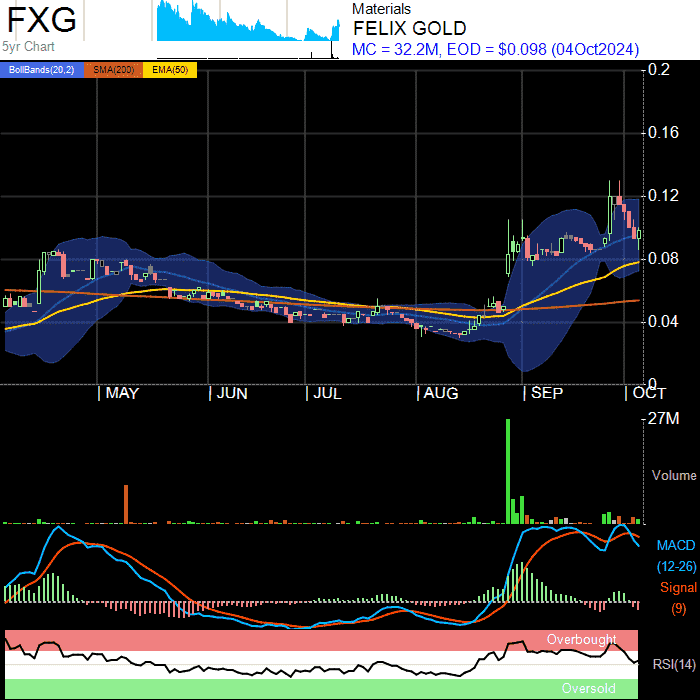 FXG
5yr Chart
Materials
FELIX GOLD
MC = 32.2M, EOD = $0.098 (04Oct2024)
BollBands(20,2) SMA(200) EMA(50)
0.2
0.16
0.12
0.08
0.04
0
MAY JUN JUL AUG SEP OCT
27M
Volume
MACD
(12-26)
Signal
(9)
Overbought
RSI(14)
Oversold